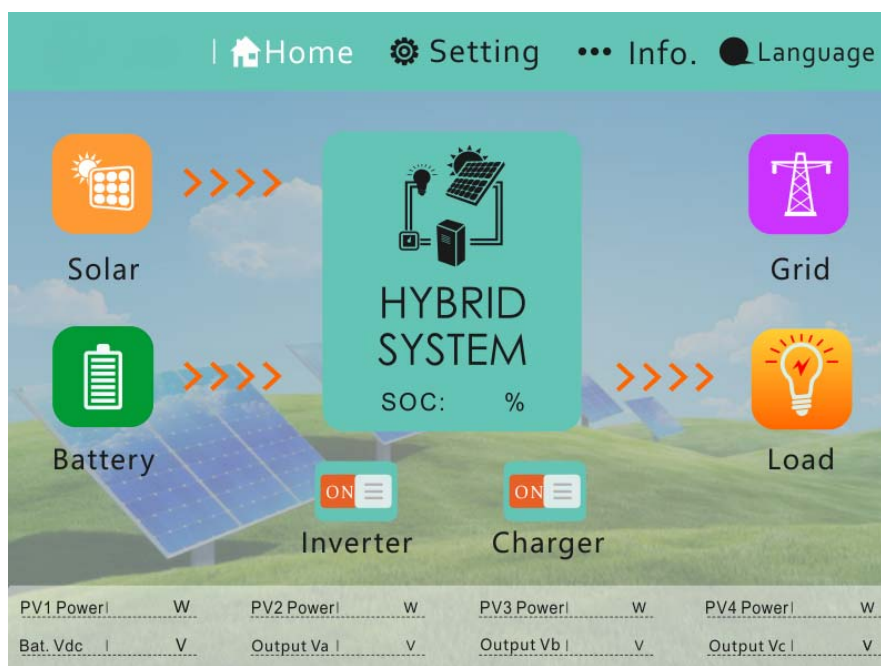 Home Setting ••• Info. Language
Solar
Grid
HYBRID
SYSTEM
SOC: %
Battery
Load
ON ON
Inverter Charger
PV1 Power W PV2 Power W PV3 Power W PV4 Power W
Bat. Vdc V Output Va V Output Vb V Output Vc V